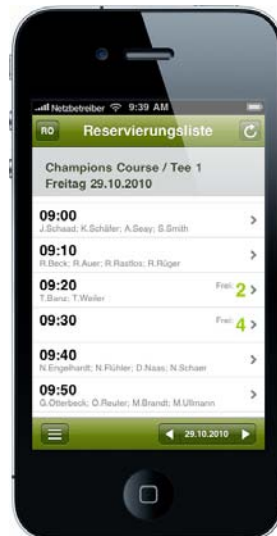 Netzbetreiber 9:39 AM
RO Reservierungsliste
Champions Course / Tee 1
Freitag 29.10.2010
09:00
J.Schaad; K.Schäfer; A.Seay; S.Smith
09:10
R.Beck; R.Auer; R.Rastlos; R.Rüger
09:20 Frei: 2
T.Banz; T.Weiler
09:30 Frei: 4
09:40
N.Engelhardt; N.Flühler; D.Naas; N.Schaer
09:50
G.Otterbeck; O.Reuter; M.Brandt; M.Ullmann
29.10.2010